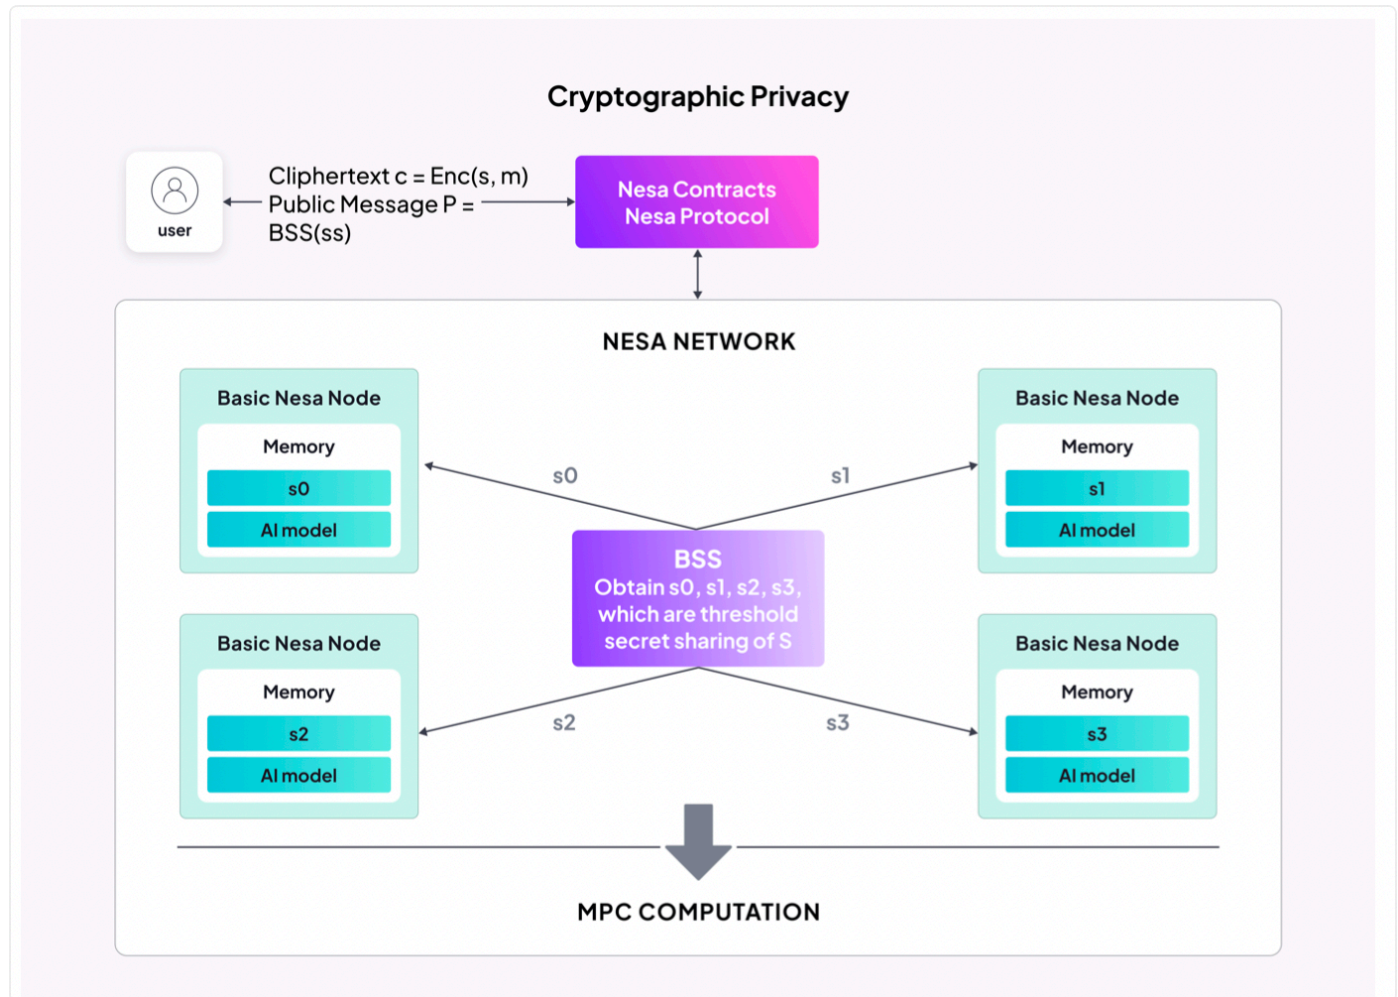 Cryptographic Privacy
user
Cliphertext c = Enc(s, m)
Public Message P =
BSS(ss)
Nesa Contracts
Nesa Protocol
NESA NETWORK
Basic Nesa Node
Memory
s0
AI model
s0
s1
Basic Nesa Node
Memory
s1
AI model
BSS
Obtain s0, s1, s2, s3,
which are threshold
secret sharing of S
Basic Nesa Node
Memory
s2
AI model
s2
s3
Basic Nesa Node
Memory
s3
AI model
MPC COMPUTATION